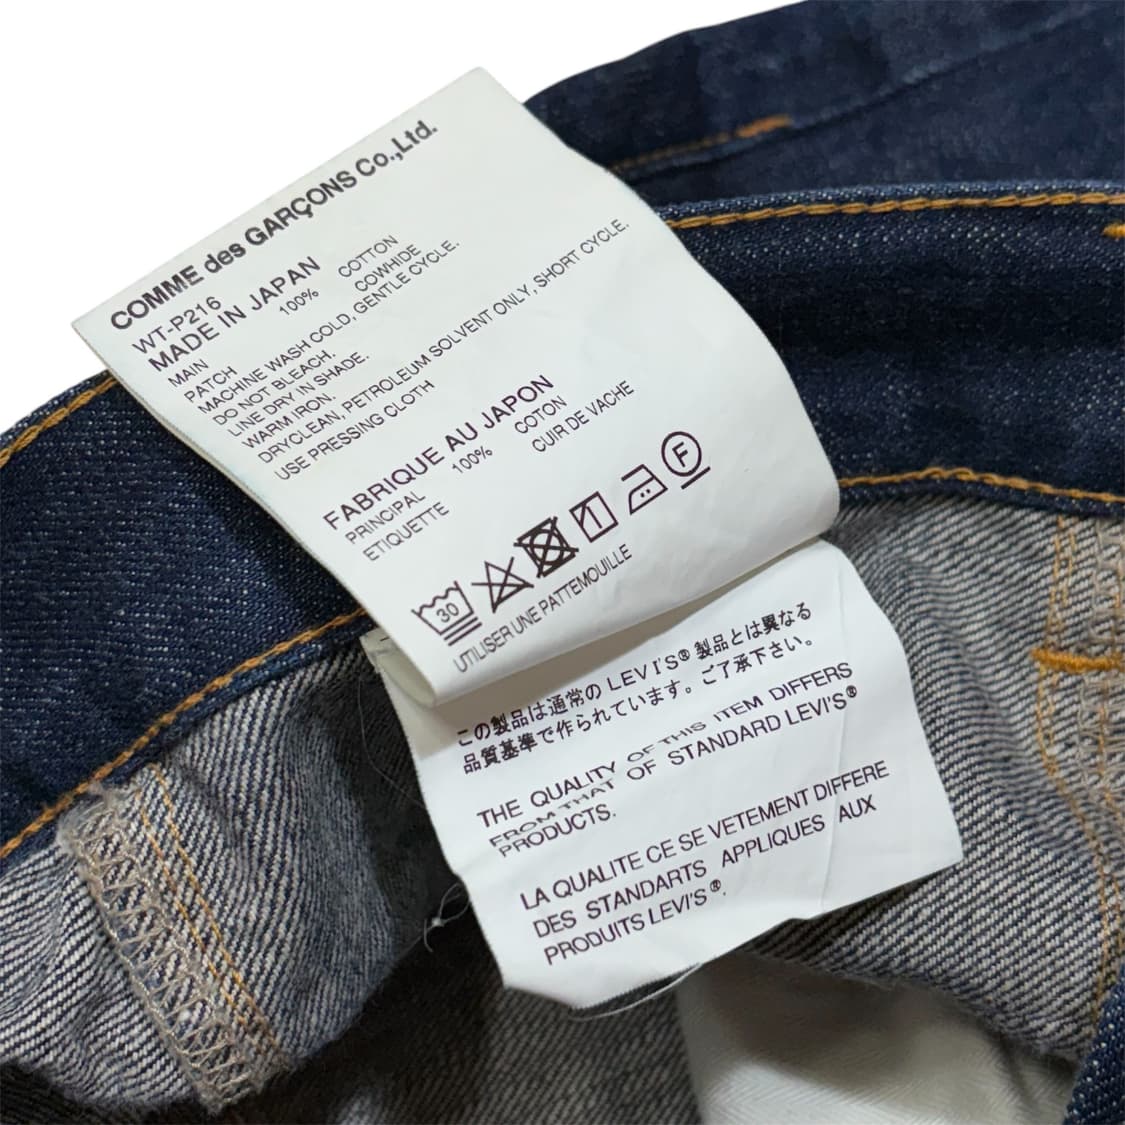 COMME des GARÇONS Co.,Ltd.
WT-P216
MADE IN JAPAN
MAIN 100% COTTON
PATCH COWHIDE
MACHINE WASH COLD, GENTLE CYCLE.
DO NOT BLEACH.
LINE DRY IN SHADE.
WARM IRON.
DRYCLEAN, PETROLEUM SOLVENT ONLY, SHORT CYCLE.
USE PRESSING CLOTH
FABRIQUE AU JAPON
PRINCIPAL 100% COTON
ETIQUETTE CUIR DE VACHE
30
F
UTILISER UNE PATTEMOUILLE
この製品は通常の LEVI'S® 製品とは異なる
品質基準で作られています。ご了承下さい。
THE QUALITY OF THIS ITEM DIFFERS
FROM THAT OF STANDARD LEVI'S®
PRODUCTS.
LA QUALITE CE SE VETEMENT DIFFERE
DES STANDARTS APPLIQUES AUX
PRODUITS LEVI'S®.